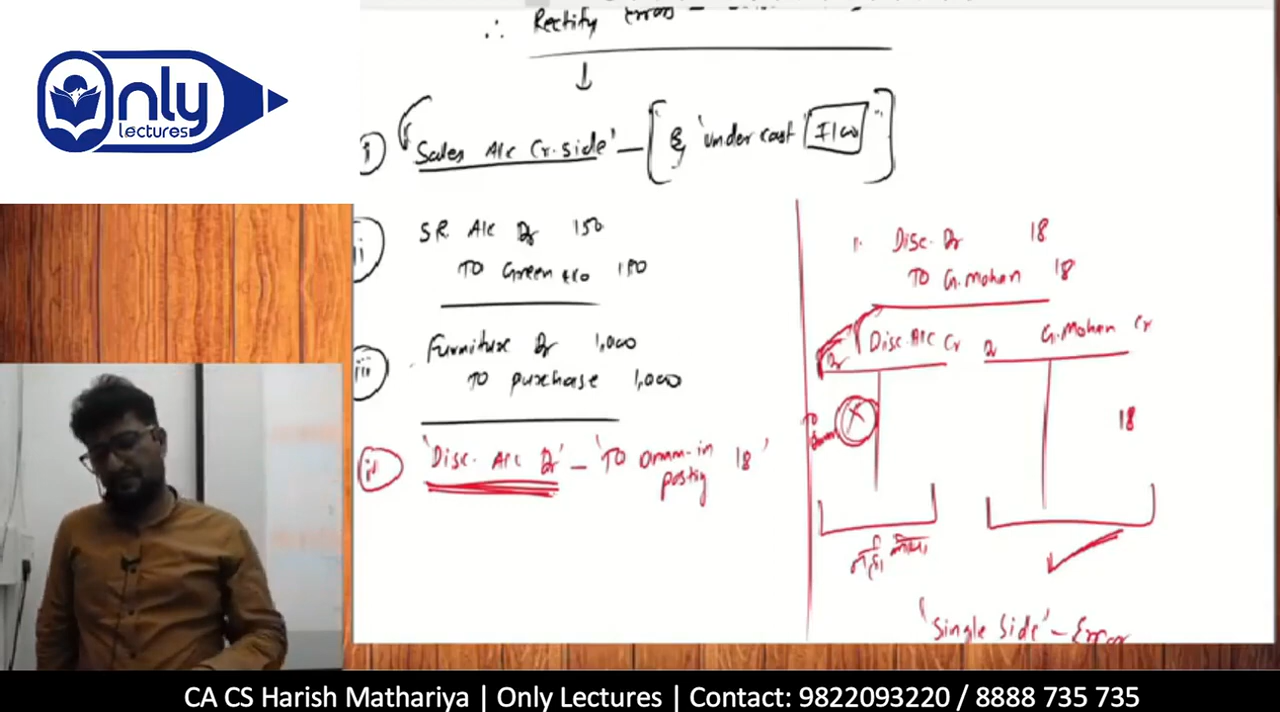 Only
lectures
∴ Rectify Error –
↓
i) 'Sales A/c Cr. side' – ["By 'undercast 100"]
ii) S.R. A/c Dr 150
TO Green &co 150
iii) Furniture Dr 1,000
TO purchase 1,000
'Disc. A/c Dr' – 'TO omm-in
posting 18'
1. Disc. Dr 18
TO G.Mohan 18
Dr Disc. A/c Cr
Dr G.Mohan Cr
18
'Single Side' – Error
CA CS Harish Mathariya | Only Lectures | Contact: 9822093220 / 8888 735 735